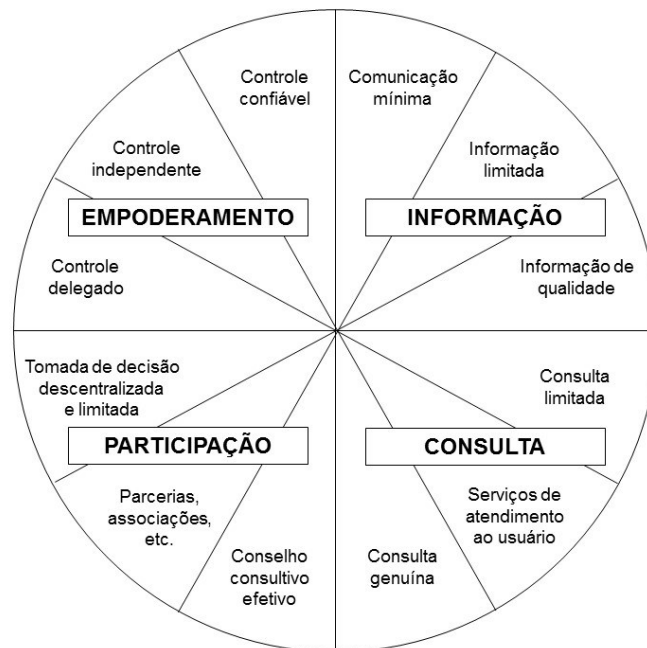 Controle
confiável
Comunicação
mínima
Controle
independente
Informação
limitada
EMPODERAMENTO
INFORMAÇÃO
Controle
delegado
Informação de
qualidade
Tomada de decisão
descentralizada
e limitada
Consulta
limitada
PARTICIPAÇÃO
CONSULTA
Parcerias,
associações,
etc.
Serviços de
atendimento
ao usuário
Conselho
consultivo
efetivo
Consulta
genuína